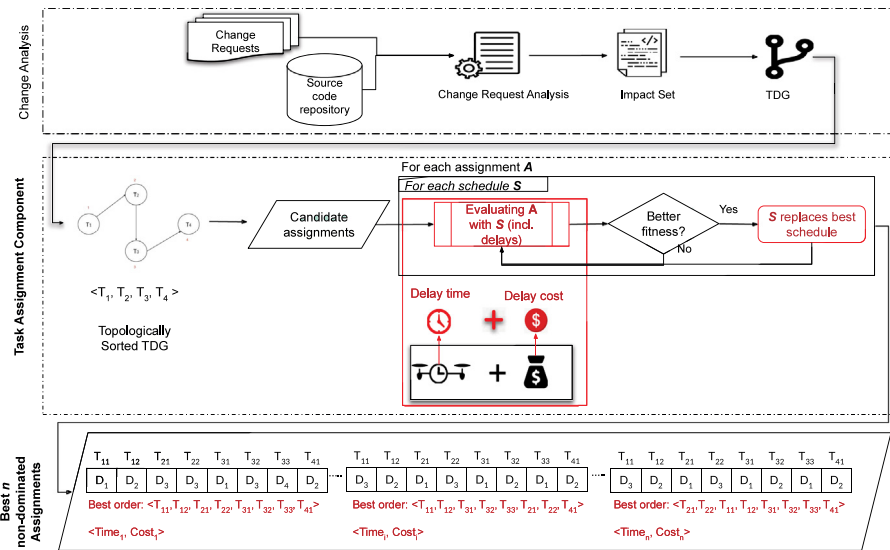 Change Analysis
Change
Requests
Source
code
repository
Change Request Analysis
</>
Impact Set
TDG
Task Assignment Component
T1
T2
T3
T4
<T1, T2, T3, T4 >
Topologically
Sorted TDG
Candidate
assignments
For each assignment A
For each schedule S
Evaluating A
with S (incl.
delays)
Better
fitness?
Yes
No
S replaces best
schedule
Delay time
Delay cost
$
+
+
$
Best n
non-dominated
Assignments
T11 T12 T21 T22 T31 T32 T33 T41
D1 D2 D3 D3 D1 D3 D4 D2
Best order: <T11,T12, T21, T22, T31, T32, T33, T41>
<Time1, Cost1>
T11 T12 T21 T22 T31 T32 T33 T41
D3 D2 D1 D3 D1 D2 D1 D2
Best order: <T11, T12, T31, T32, T33, T21, T22, T41>
<Timei, Costi>
T11 T12 T21 T22 T31 T32 T33 T41
D3 D2 D1 D1 D1 D2 D1 D2
Best order: <T21, T22, T11, T12, T31, T32, T33, T41>
<Timen, Costn>